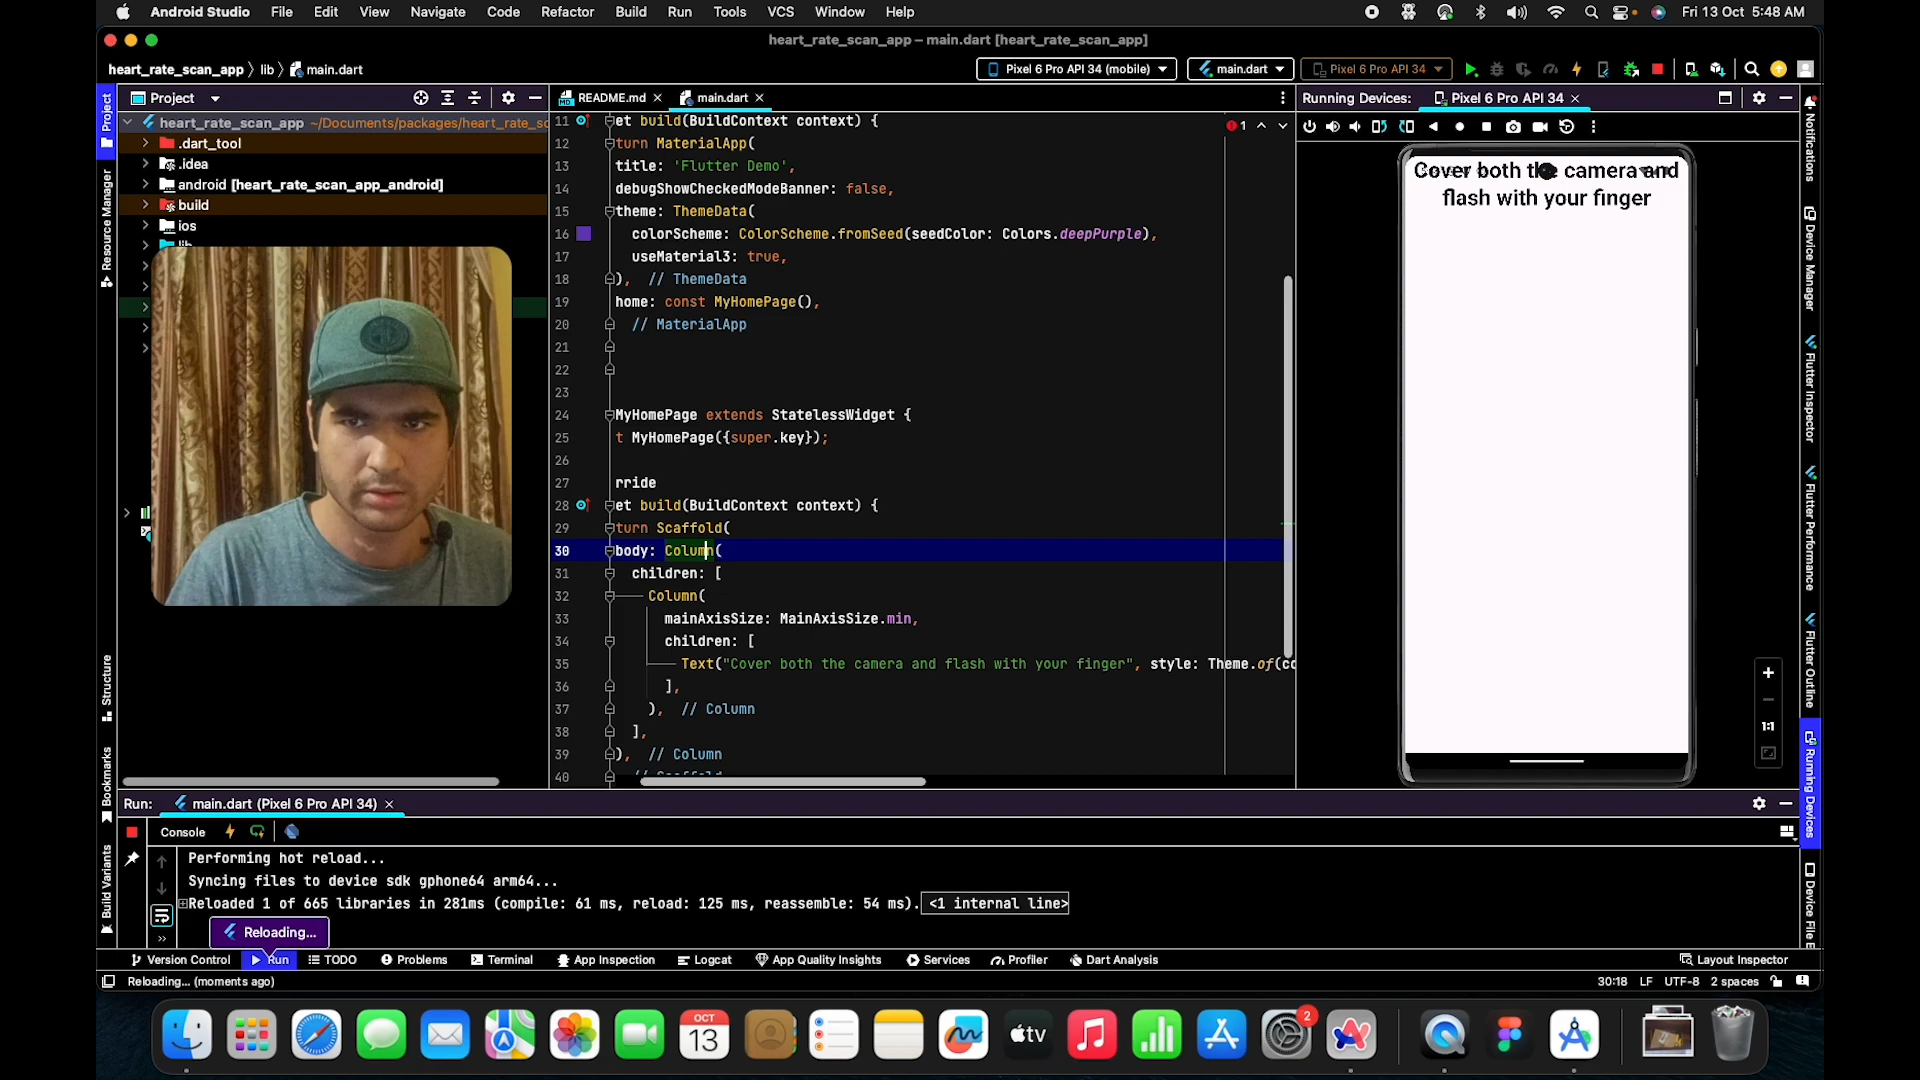 Android Studio File Edit View Navigate Code Refactor Build Run Tools VCS Window Help Fri 13 Oct 5:48 AM
heart_rate_scan_app – main.dart [heart_rate_scan_app]
heart_rate_scan_app lib main.dart
Pixel 6 Pro API 34 (mobile) main.dart Pixel 6 Pro API 34
Project README.md main.dart Running Devices: Pixel 6 Pro API 34
heart_rate_scan_app ~/Documents/packages/heart_rate_sc
.dart_tool
.idea
android [heart_rate_scan_app_android]
build
ios
lib
11 et build(BuildContext context) { 1
12 turn MaterialApp(
13 title: 'Flutter Demo',
14 debugShowCheckedModeBanner: false,
15 theme: ThemeData(
16 colorScheme: ColorScheme.fromSeed(seedColor: Colors.deepPurple),
17 useMaterial3: true,
18 ), // ThemeData
19 home: const MyHomePage(),
20 // MaterialApp
21
22
23
24 MyHomePage extends StatelessWidget {
25 t MyHomePage({super.key});
26
27 rride
28 et build(BuildContext context) {
29 turn Scaffold(
30 body: Column(
31 children: [
32 Column(
33 mainAxisSize: MainAxisSize.min,
34 children: [
35 Text("Cover both the camera and flash with your finger", style: Theme.of(co
36 ],
37 ), // Column
38 ],
39 ), // Column
40 // Scaffold
Cover both the camera and
flash with your finger
1:1
Project
Resource Manager
Structure
Bookmarks
Build Variants
Notifications
Device Manager
Flutter Inspector
Flutter Performance
Flutter Outline
Running Devices
Device File E
Run: main.dart (Pixel 6 Pro API 34)
Console
Performing hot reload...
Syncing files to device sdk gphone64 arm64...
Reloaded 1 of 665 libraries in 281ms (compile: 61 ms, reload: 125 ms, reassemble: 54 ms). <1 internal line>
Reloading...
Version Control Run TODO Problems Terminal App Inspection Logcat App Quality Insights Services Profiler Dart Analysis Layout Inspector
Reloading... (moments ago) 30:18 LF UTF-8 2 spaces
OCT
13
tv
2